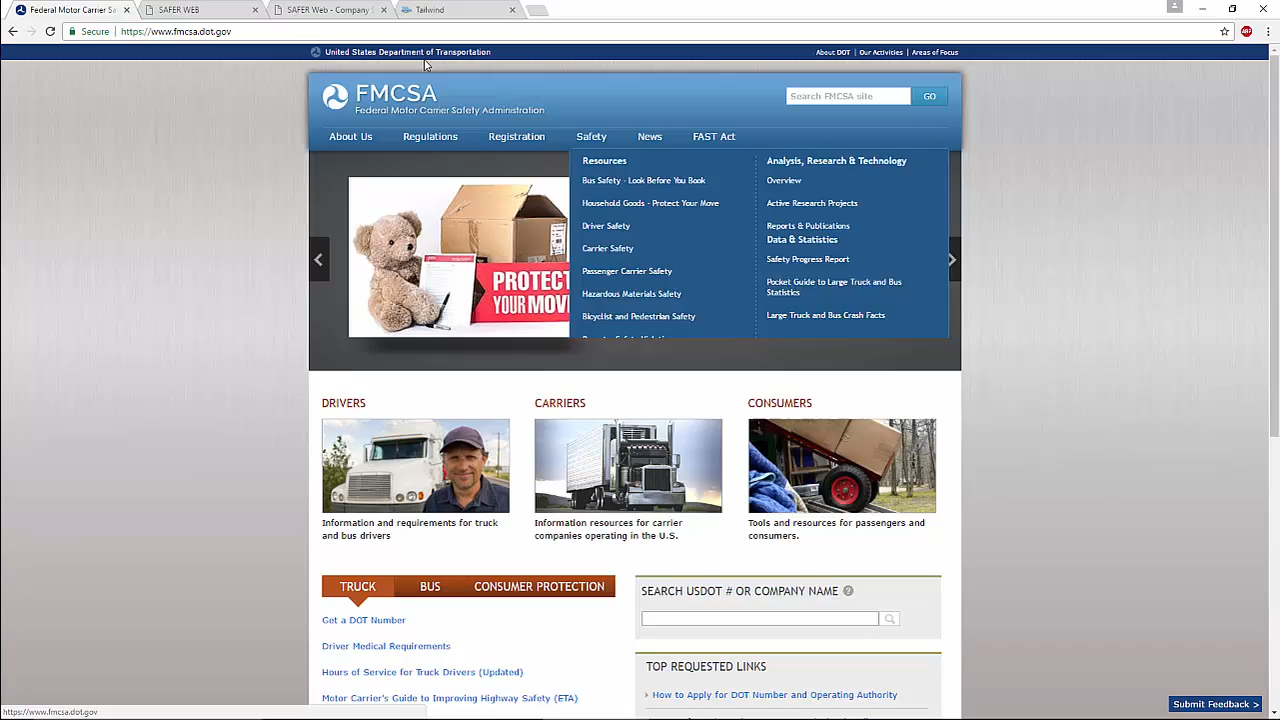 Federal Motor Carrier Sa
SAFER WEB
SAFER Web - Company S
Tailwind
Secure
https://www.fmcsa.dot.gov
United States Department of Transportation
About DOT | Our Activities | Areas of Focus
FMCSA
Federal Motor Carrier Safety Administration
Search FMCSA site
GO
About Us
Regulations
Registration
Safety
News
FAST Act
Resources
Bus Safety - Look Before You Book
Household Goods - Protect Your Move
Driver Safety
Carrier Safety
Passenger Carrier Safety
Hazardous Materials Safety
Bicyclist and Pedestrian Safety
Analysis, Research & Technology
Overview
Active Research Projects
Reports & Publications
Data & Statistics
Safety Progress Report
Pocket Guide to Large Truck and Bus
Statistics
Large Truck and Bus Crash Facts
PROTECT
YOUR MOV
DRIVERS
Information and requirements for truck
and bus drivers
CARRIERS
Information resources for carrier
companies operating in the U.S.
CONSUMERS
Tools and resources for passengers and
consumers.
TRUCK
BUS
CONSUMER PROTECTION
Get a DOT Number
Driver Medical Requirements
Hours of Service for Truck Drivers (Updated)
Motor Carrier's Guide to Improving Highway Safety (ETA)
SEARCH USDOT # OR COMPANY NAME ?
TOP REQUESTED LINKS
How to Apply for DOT Number and Operating Authority
Submit Feedback >
https://www.fmcsa.dot.gov